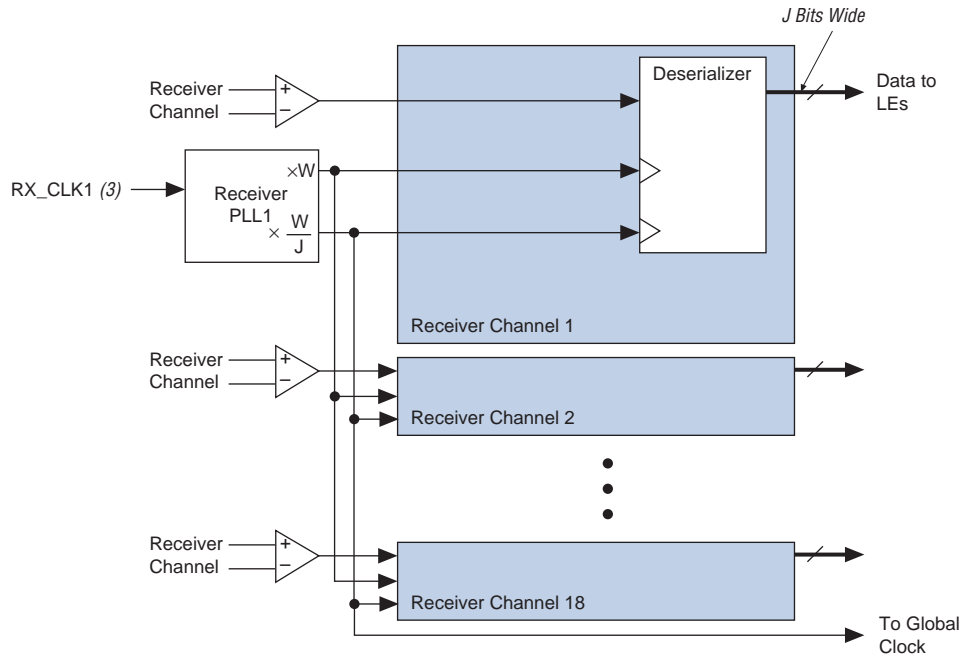 J Bits Wide
Deserializer
Data to
LEs
Receiver
Channel
+
–
×W
RX_CLK1 (3)
Receiver
PLL1
× W
J
Receiver Channel 1
Receiver
Channel
+
–
Receiver Channel 2
Receiver
Channel
+
–
Receiver Channel 18
To Global
Clock